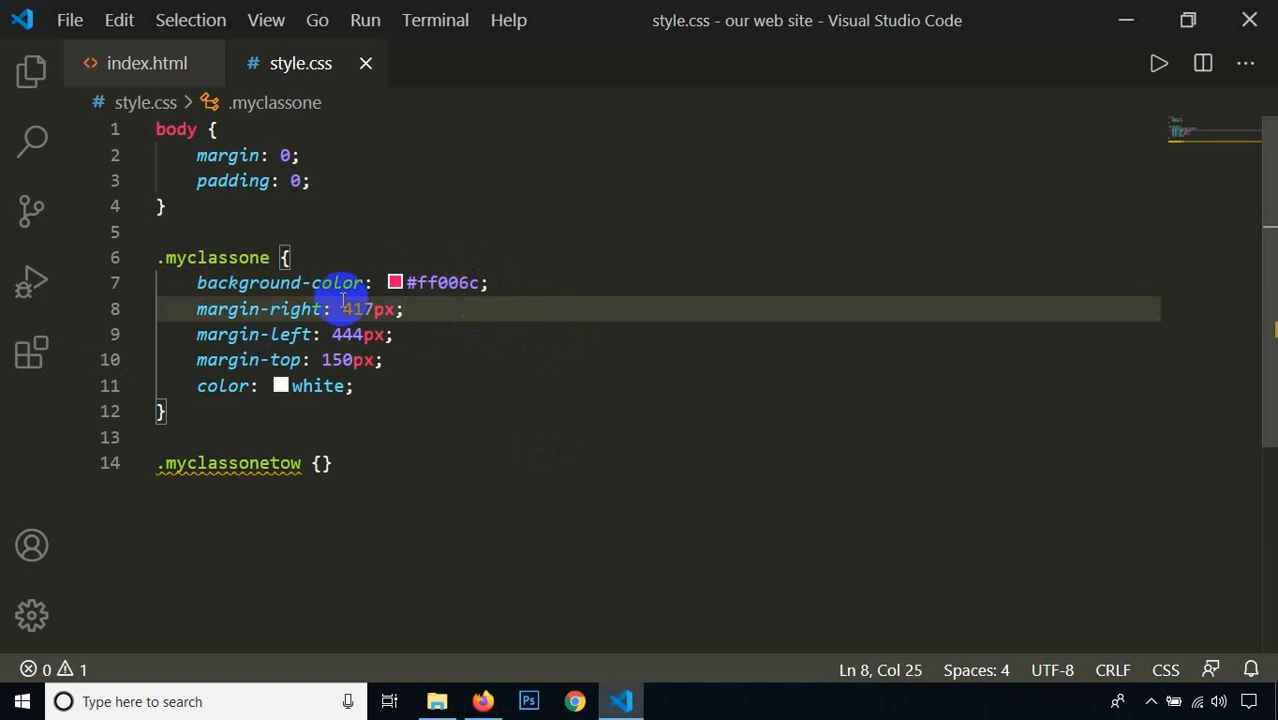 File Edit Selection View Go Run Terminal Help style.css - our web site - Visual Studio Code
index.html style.css
style.css .myclassone
1 body {
2 margin: 0;
3 padding: 0;
4 }
5
6 .myclassone {
7 background-color: #ff006c;
8 margin-right: 417px;
9 margin-left: 444px;
10 margin-top: 150px;
11 color: white;
12 }
13
14 .myclassonetow {}
0 1 Ln 8, Col 25 Spaces: 4 UTF-8 CRLF CSS
Type here to search Ps